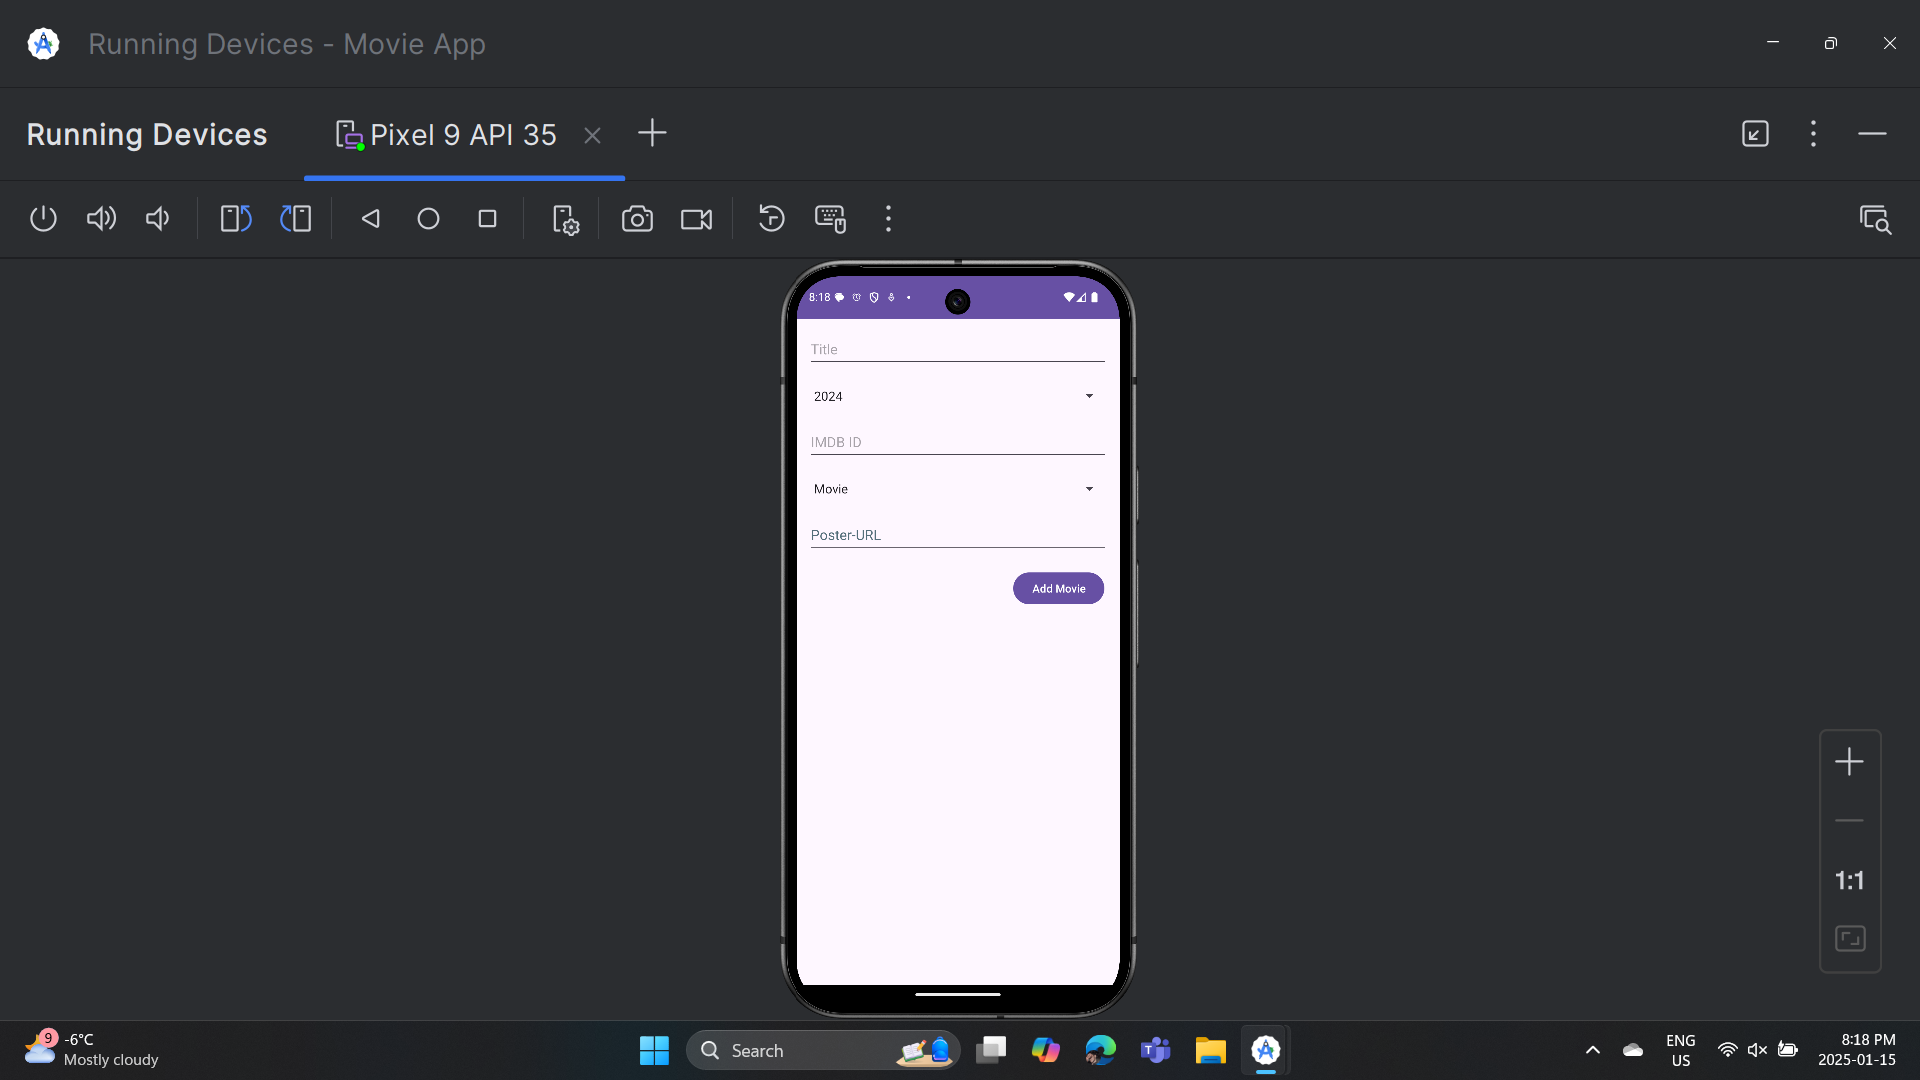 Running Devices - Movie App
Running Devices
Pixel 9 API 35
8:18
Title
2024
IMDB ID
Movie
Poster-URL
Add Movie
1:1
9
-6°C
Mostly cloudy
Search
T
ENG
US
8:18 PM
2025-01-15